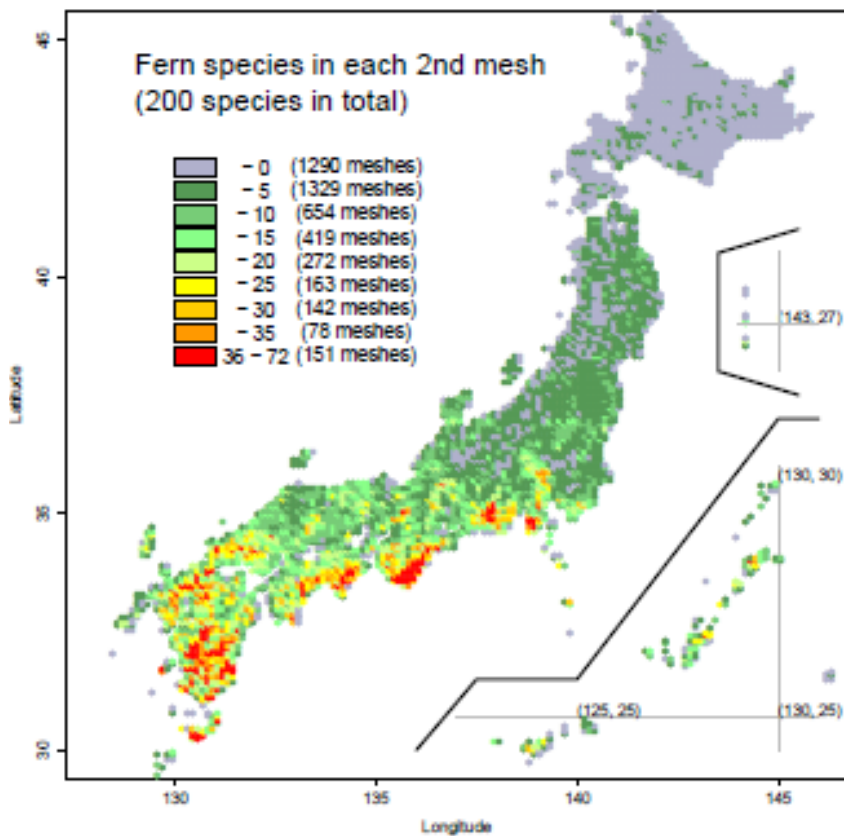 Fern species in each 2nd mesh
(200 species in total)
– 0 (1290 meshes)
– 5 (1329 meshes)
– 10 (654 meshes)
– 15 (419 meshes)
– 20 (272 meshes)
– 25 (163 meshes)
– 30 (142 meshes)
– 35 (78 meshes)
36 – 72 (151 meshes)
(143, 27)
(130, 30)
(125, 25)
(130, 25)
Latitude
45
40
35
30
130
135
140
145
Longitude